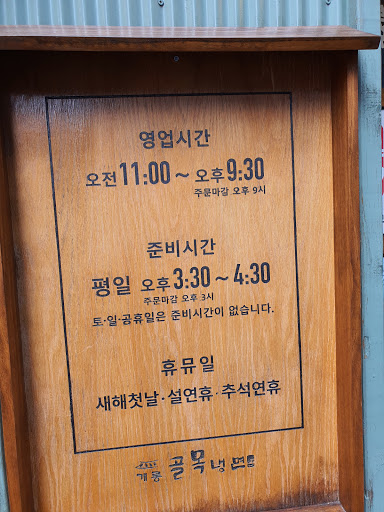 영업시간
오전 11:00 ~ 오후 9:30
주문마감 오후 9시
준비시간
평일 오후 3:30 ~ 4:30
주문마감 오후 3시
토·일·공휴일은 준비시간이 없습니다.
휴뮤일
새해첫날·설연휴·추석연휴
골목냉면